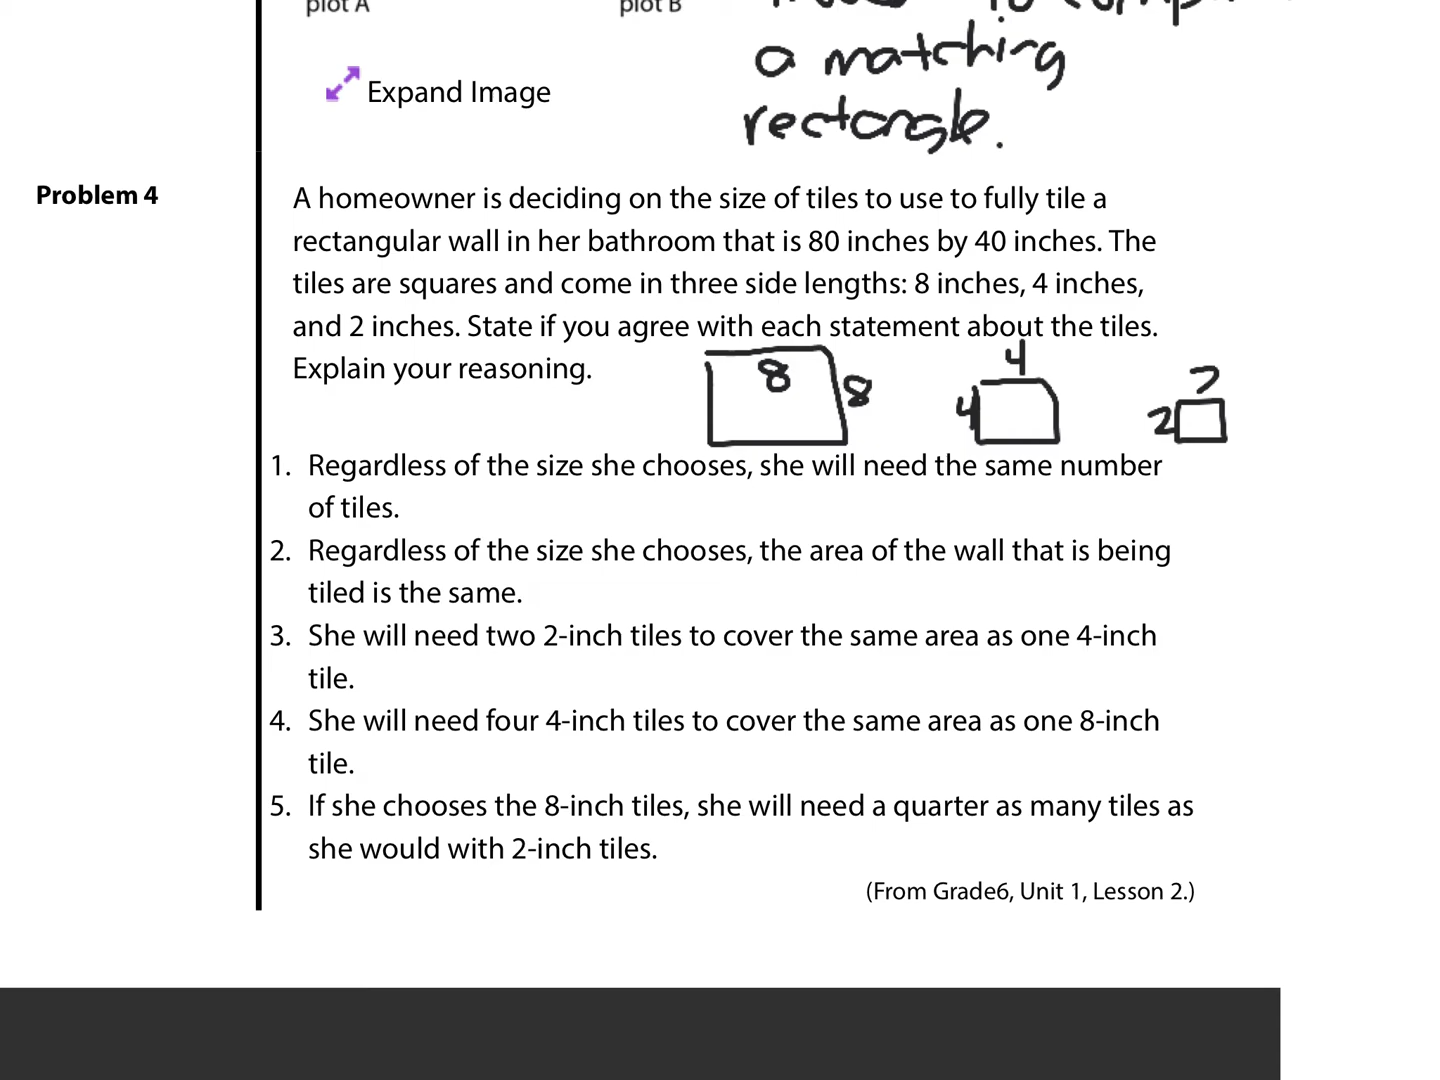 plot A
plot B
a matching
Expand Image
rectangle.
Problem 4
A homeowner is deciding on the size of tiles to use to fully tile a
rectangular wall in her bathroom that is 80 inches by 40 inches. The
tiles are squares and come in three side lengths: 8 inches, 4 inches,
and 2 inches. State if you agree with each statement about the tiles.
Explain your reasoning.
8
8
4
4
2
2
1. Regardless of the size she chooses, she will need the same number
of tiles.
2. Regardless of the size she chooses, the area of the wall that is being
tiled is the same.
3. She will need two 2-inch tiles to cover the same area as one 4-inch
tile.
4. She will need four 4-inch tiles to cover the same area as one 8-inch
tile.
5. If she chooses the 8-inch tiles, she will need a quarter as many tiles as
she would with 2-inch tiles.
(From Grade6, Unit 1, Lesson 2.)